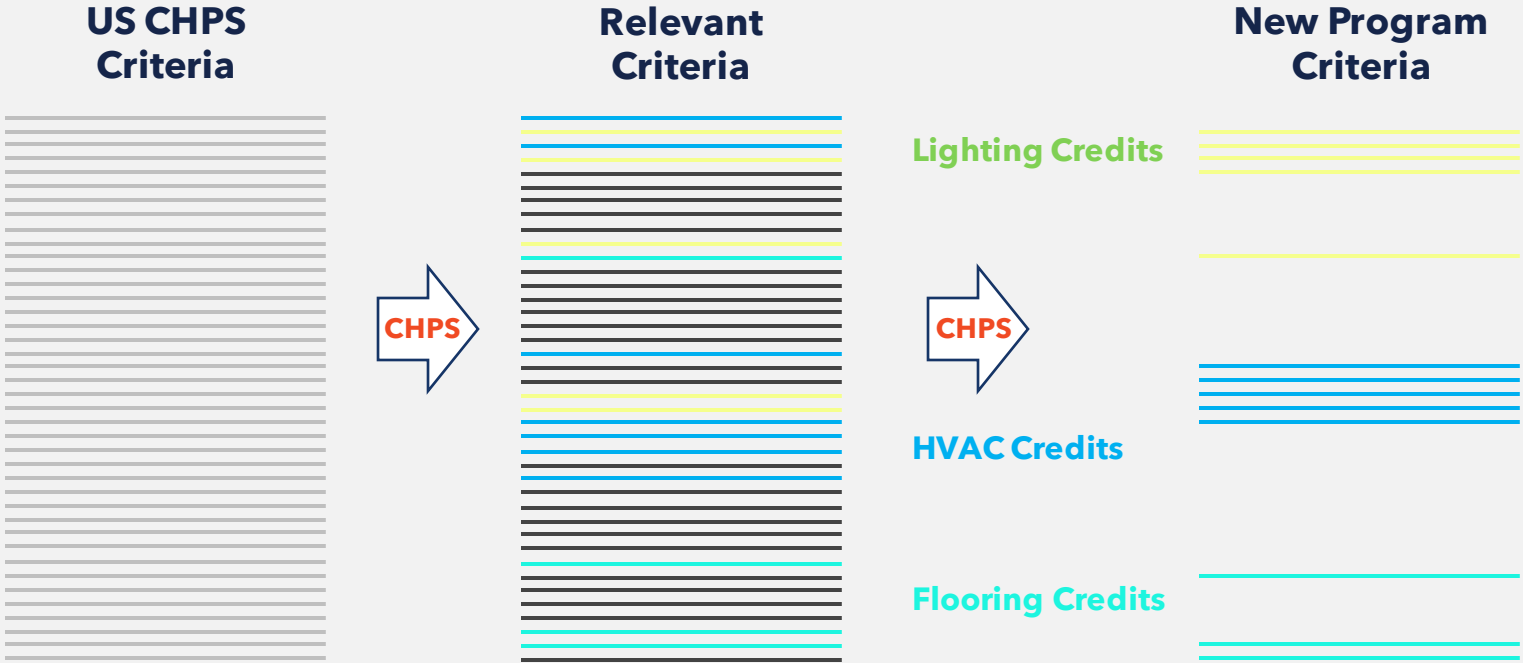 US CHPS
Criteria
Relevant
Criteria
New Program
Criteria
Lighting Credits
CHPS
CHPS
HVAC Credits
Flooring Credits